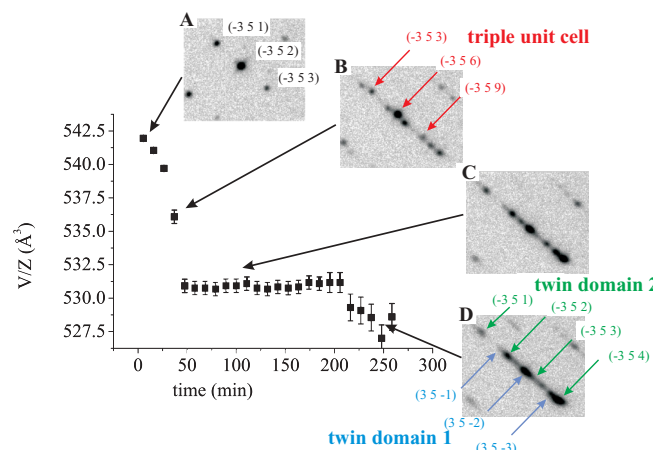 A
(-3 5 1)
(-3 5 2)
(-3 5 3)
B
(-3 5 3)
triple unit cell
(-3 5 6)
(-3 5 9)
C
twin domain 2
D
(-3 5 1)
(-3 5 2)
(-3 5 3)
(-3 5 4)
(3 5 -1)
(3 5 -2)
(3 5 -3)
twin domain 1
V/Z (Å³)
542.5
540.0
537.5
535.0
532.5
530.0
527.5
0
50
100
150
200
250
300
time (min)